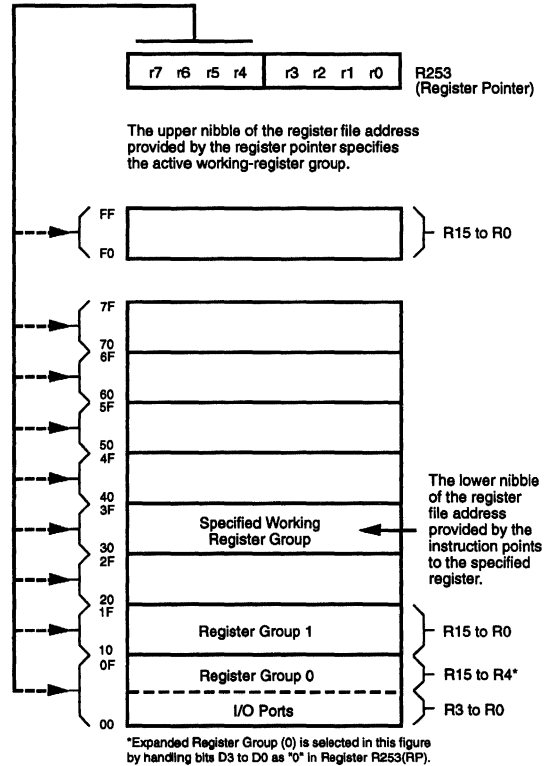 r7 r6 r5 r4 r3 r2 r1 r0
R253
(Register Pointer)
The upper nibble of the register file address
provided by the register pointer specifies
the active working-register group.
FF
F0
R15 to R0
7F
70
6F
60
5F
50
4F
40
3F
Specified Working
Register Group
The lower nibble
of the register
file address
provided by the
instruction points
to the specified
register.
30
2F
20
1F
Register Group 1
R15 to R0
10
0F
Register Group 0
R15 to R4*
I/O Ports
R3 to R0
00
*Expanded Register Group (0) is selected in this figure
by handling bits D3 to D0 as "0" in Register R253(RP).